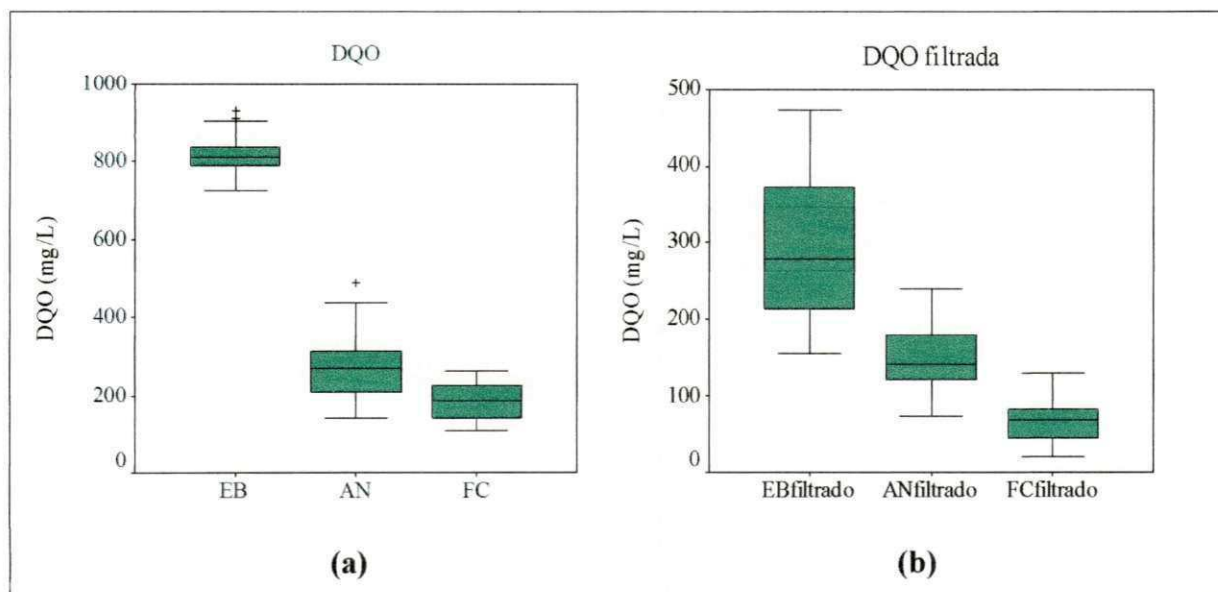 DQO
DQO (mg/L)
1000
800
600
400
200
0
EB AN FC
(a)
DQO filtrada
DQO (mg/L)
500
400
300
200
100
0
EBfiltrado ANfiltrado FCfiltrado
(b)